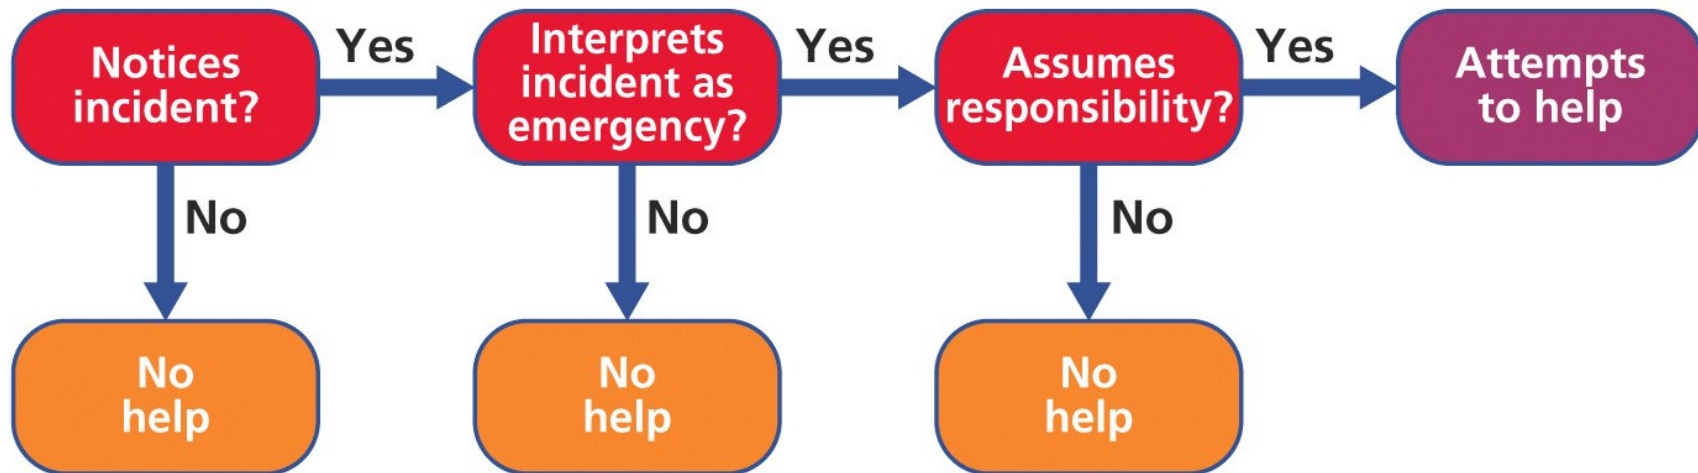 Notices
incident?
Yes
Interprets
incident as
emergency?
Yes
Assumes
responsibility?
Yes
Attempts
to help
No
No
No
No
help
No
help
No
help